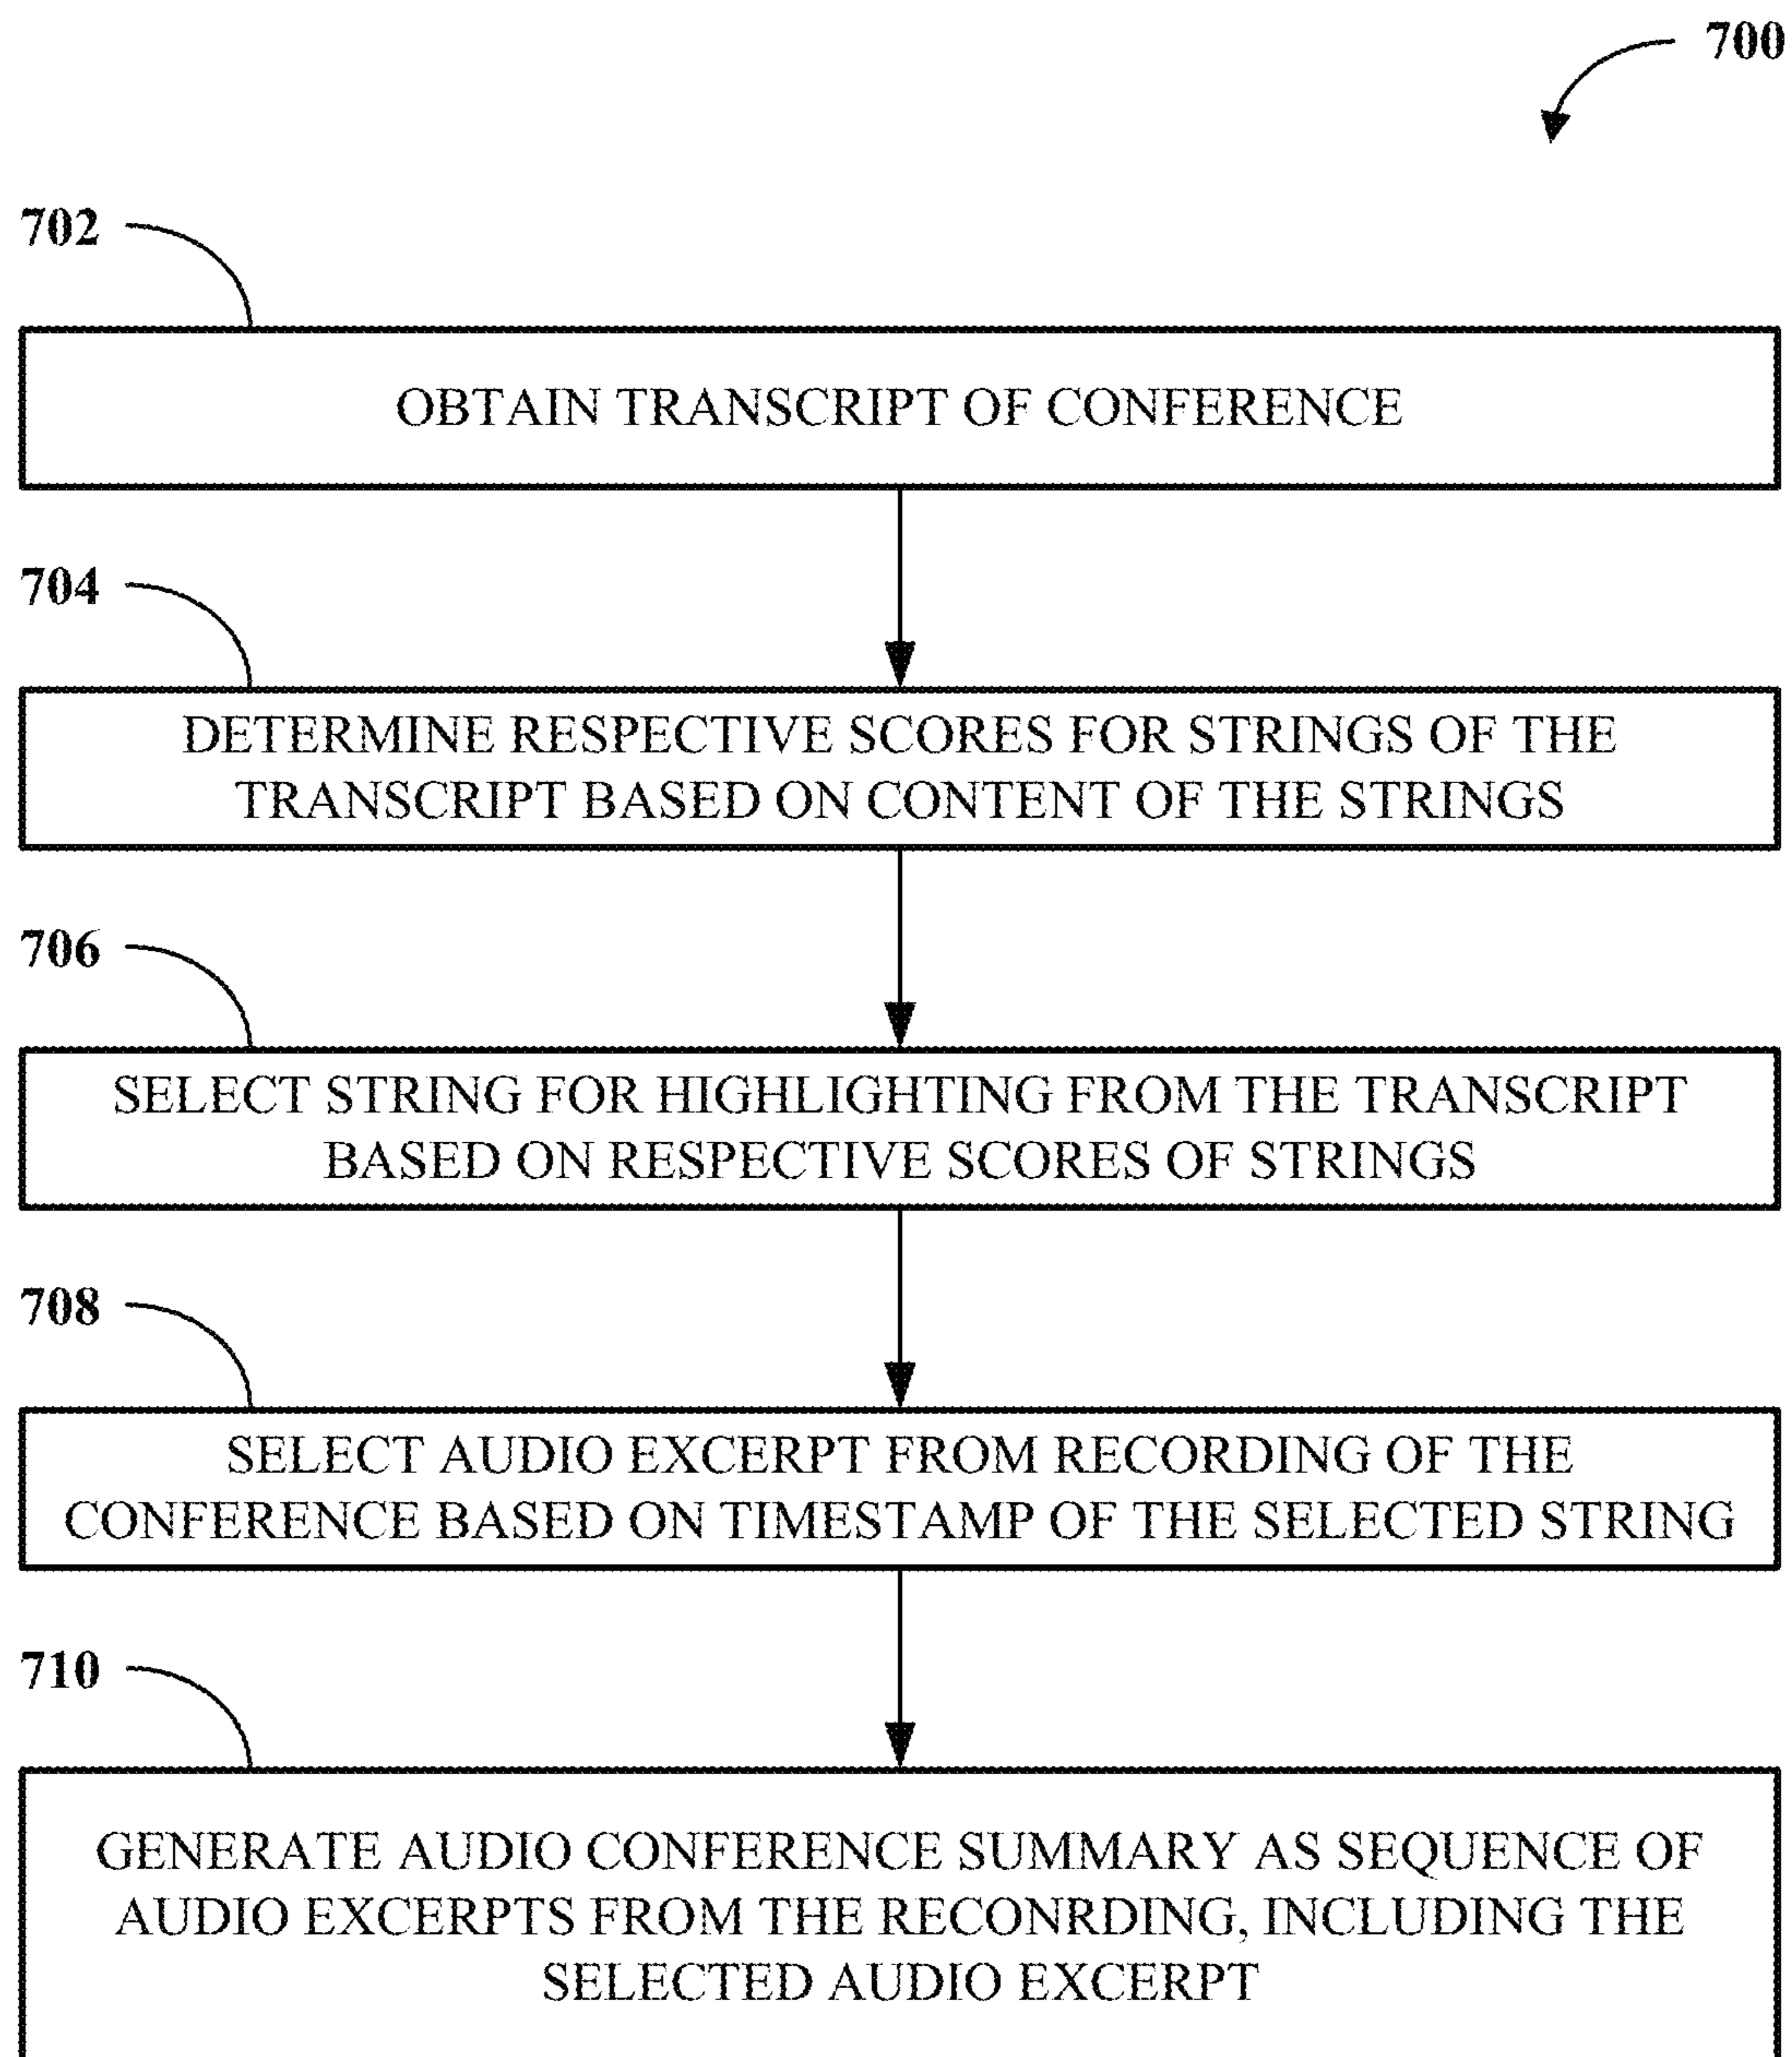 700
702
OBTAIN TRANSCRIPT OF CONFERENCE
704
DETERMINE RESPECTIVE SCORES FOR STRINGS OF THE
TRANSCRIPT BASED ON CONTENT OF THE STRINGS
706
SELECT STRING FOR HIGHLIGHTING FROM THE TRANSCRIPT
BASED ON RESPECTIVE SCORES OF STRINGS
708
SELECT AUDIO EXCERPT FROM RECORDING OF THE
CONFERENCE BASED ON TIMESTAMP OF THE SELECTED STRING
710
GENERATE AUDIO CONFERENCE SUMMARY AS SEQUENCE OF
AUDIO EXCERPTS FROM THE RECONRDING, INCLUDING THE
SELECTED AUDIO EXCERPT